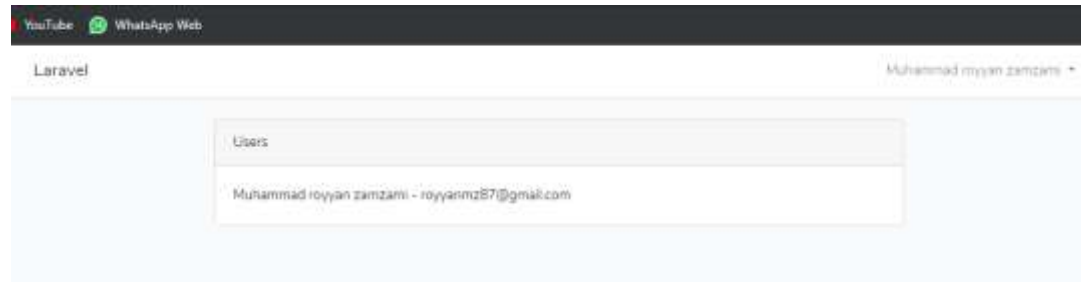 YouTube WhatsApp Web
Laravel Muhammad royyan zamzami
Users
Muhammad royyan zamzami - royyanmz87@gmail.com